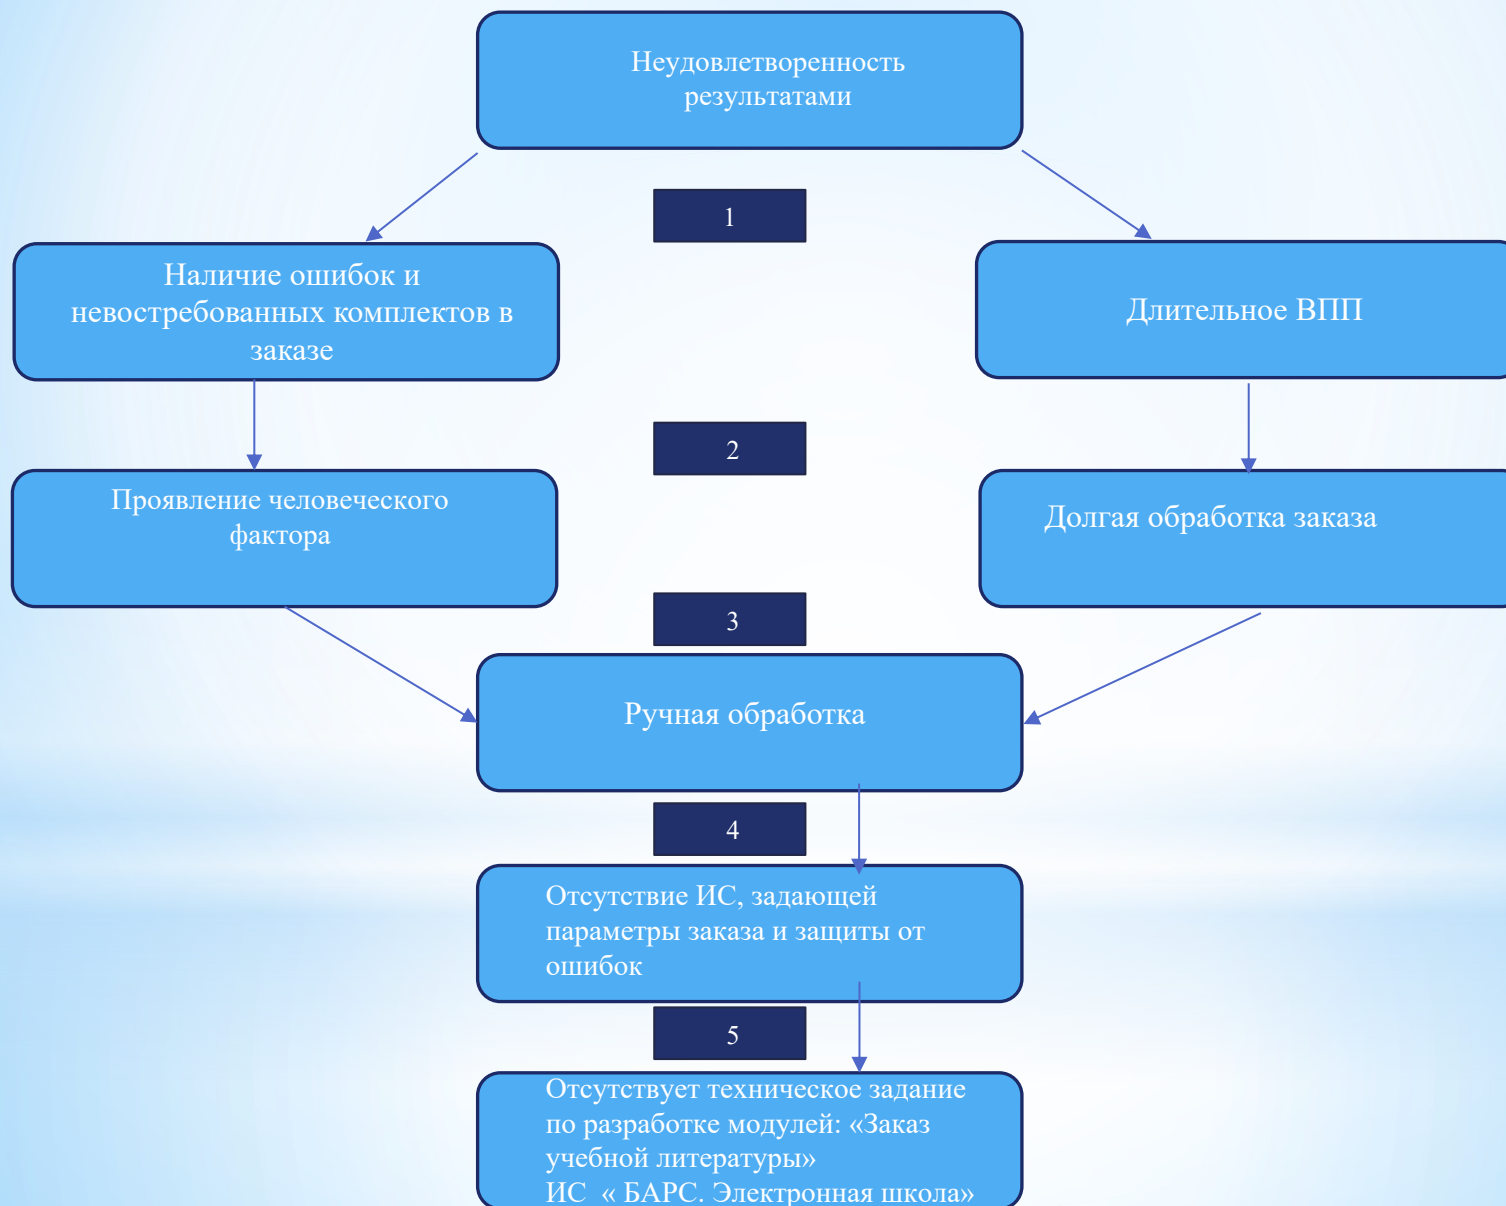 Неудовлетворенность
результатами
1
Наличие ошибок и
невостребованных комплектов в
заказе
Длительное ВПП
2
Проявление человеческого
фактора
Долгая обработка заказа
3
Ручная обработка
4
Отсутствие ИС, задающей
параметры заказа и защиты от
ошибок
5
Отсутствует техническое задание
по разработке модулей: «Заказ
учебной литературы»
ИС « БАРС. Электронная школа»